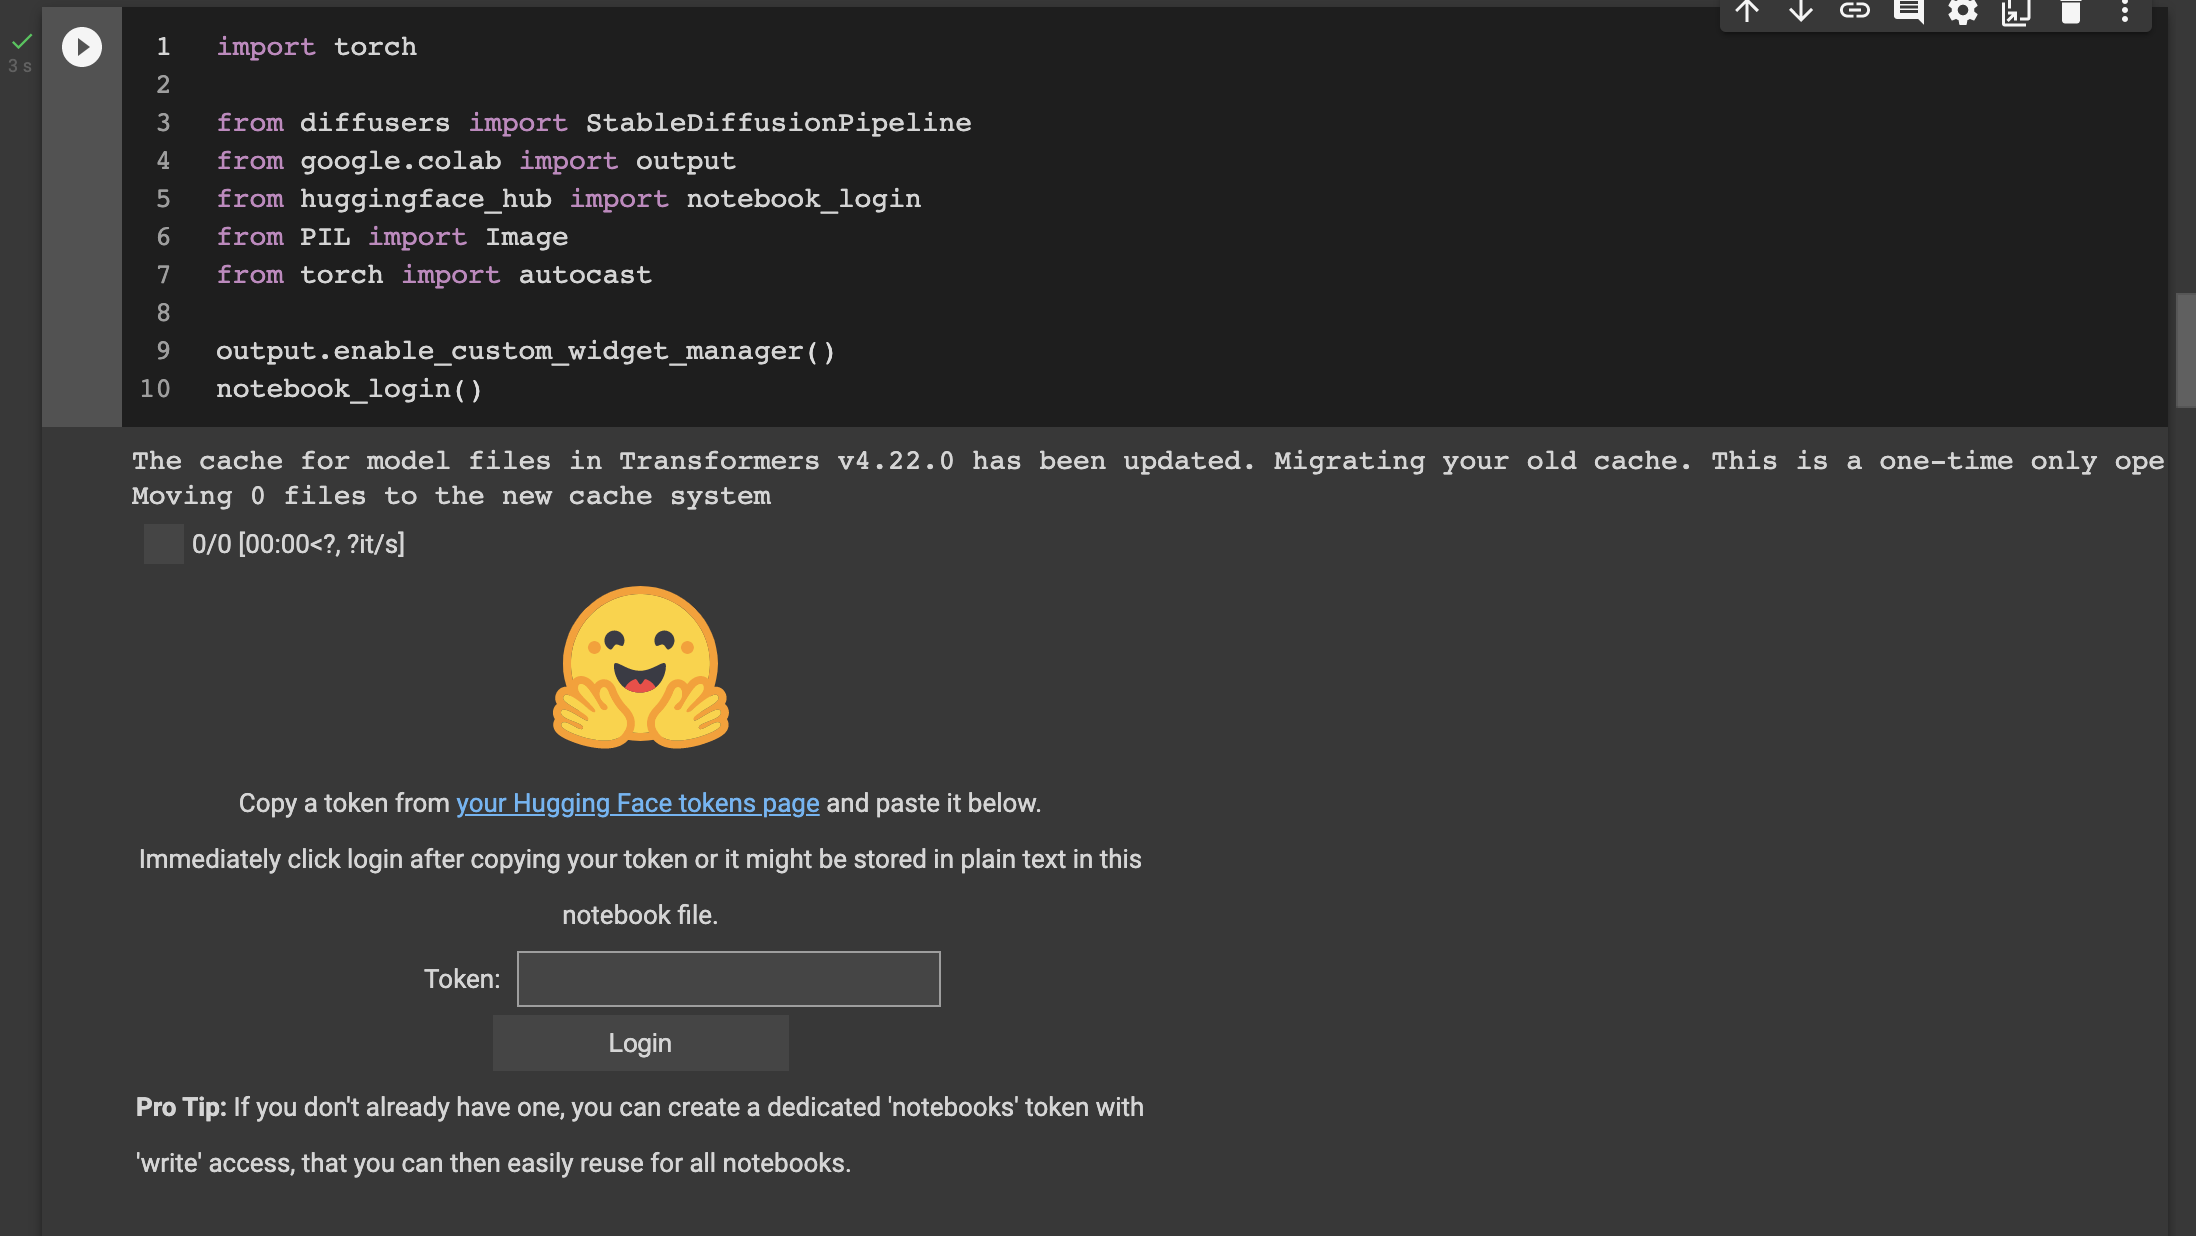 3 s
1 import torch
2
3 from diffusers import StableDiffusionPipeline
4 from google.colab import output
5 from huggingface_hub import notebook_login
6 from PIL import Image
7 from torch import autocast
8
9 output.enable_custom_widget_manager()
10 notebook_login()
The cache for model files in Transformers v4.22.0 has been updated. Migrating your old cache. This is a one-time only ope
Moving 0 files to the new cache system
0/0 [00:00<?, ?it/s]
Copy a token from your Hugging Face tokens page and paste it below.
Immediately click login after copying your token or it might be stored in plain text in this
notebook file.
Token:
Login
Pro Tip: If you don't already have one, you can create a dedicated 'notebooks' token with
'write' access, that you can then easily reuse for all notebooks.